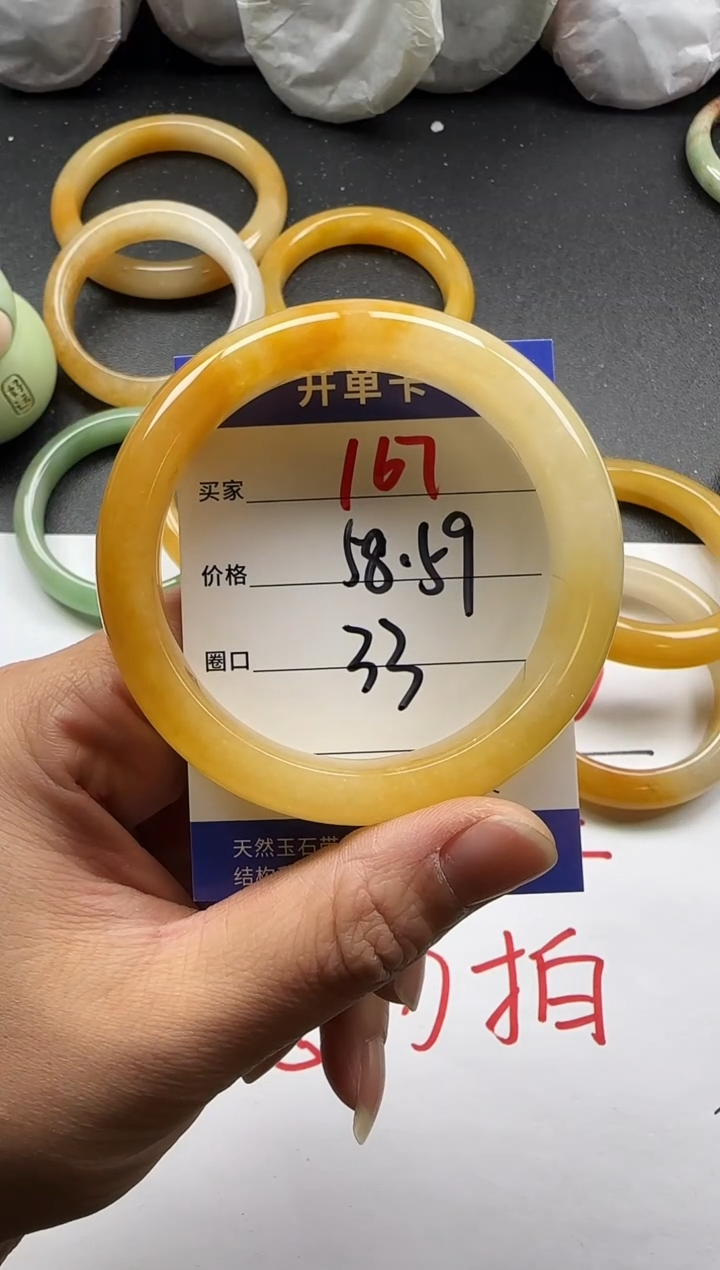 开单卡
买家 167
价格 58.59
圈口 33
天然玉石带
结构
拍